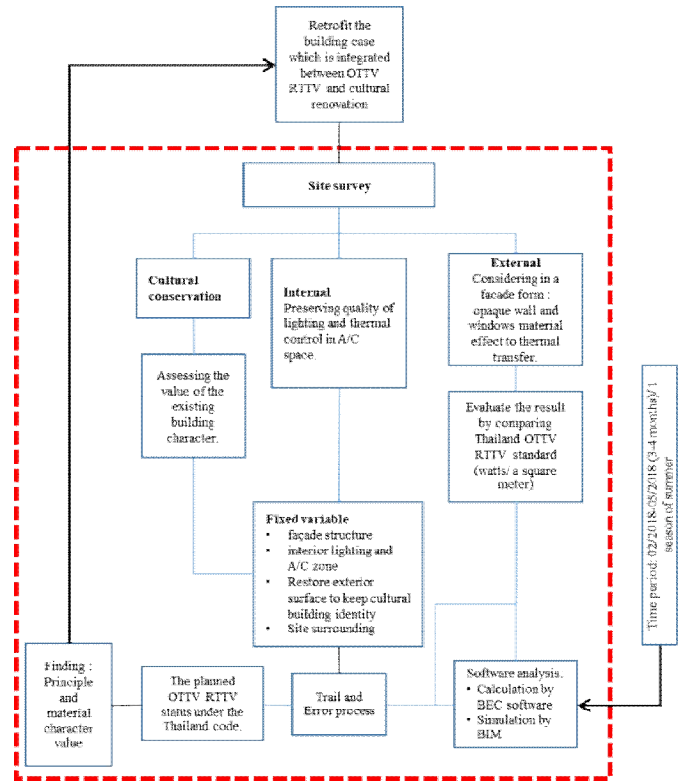 Retrofit the
building case
which is integrated
between OTTV
RTTV and cultural
renovation
Site survey
Cultural
conservation
Internal
Preserving quality of
lighting and thermal
control in A/C
space.
External
Considering in a
facade form :
opaque wall and
windows material
effect to thermal
transfer.
Assessing the
value of the
existing
building
character.
Evaluate the result
by comparing
Thailand OTTV
RTTV standard
(watts/ a square
meter)
Time period: 02/2018-05/2018 (3-4 months)/ 1
season of summer
Fixed variable
• façade structure
• interior lighting and
A/C zone
• Restore exterior
surface to keep cultural
building identity
• Site surrounding
Finding :
Principle
and
material
character
value
The planned
OTTV RTTV
status under the
Thailand code.
Trail and
Error process
Software analysis.
• Calculation by
BEC software
• Simulation by
BIM